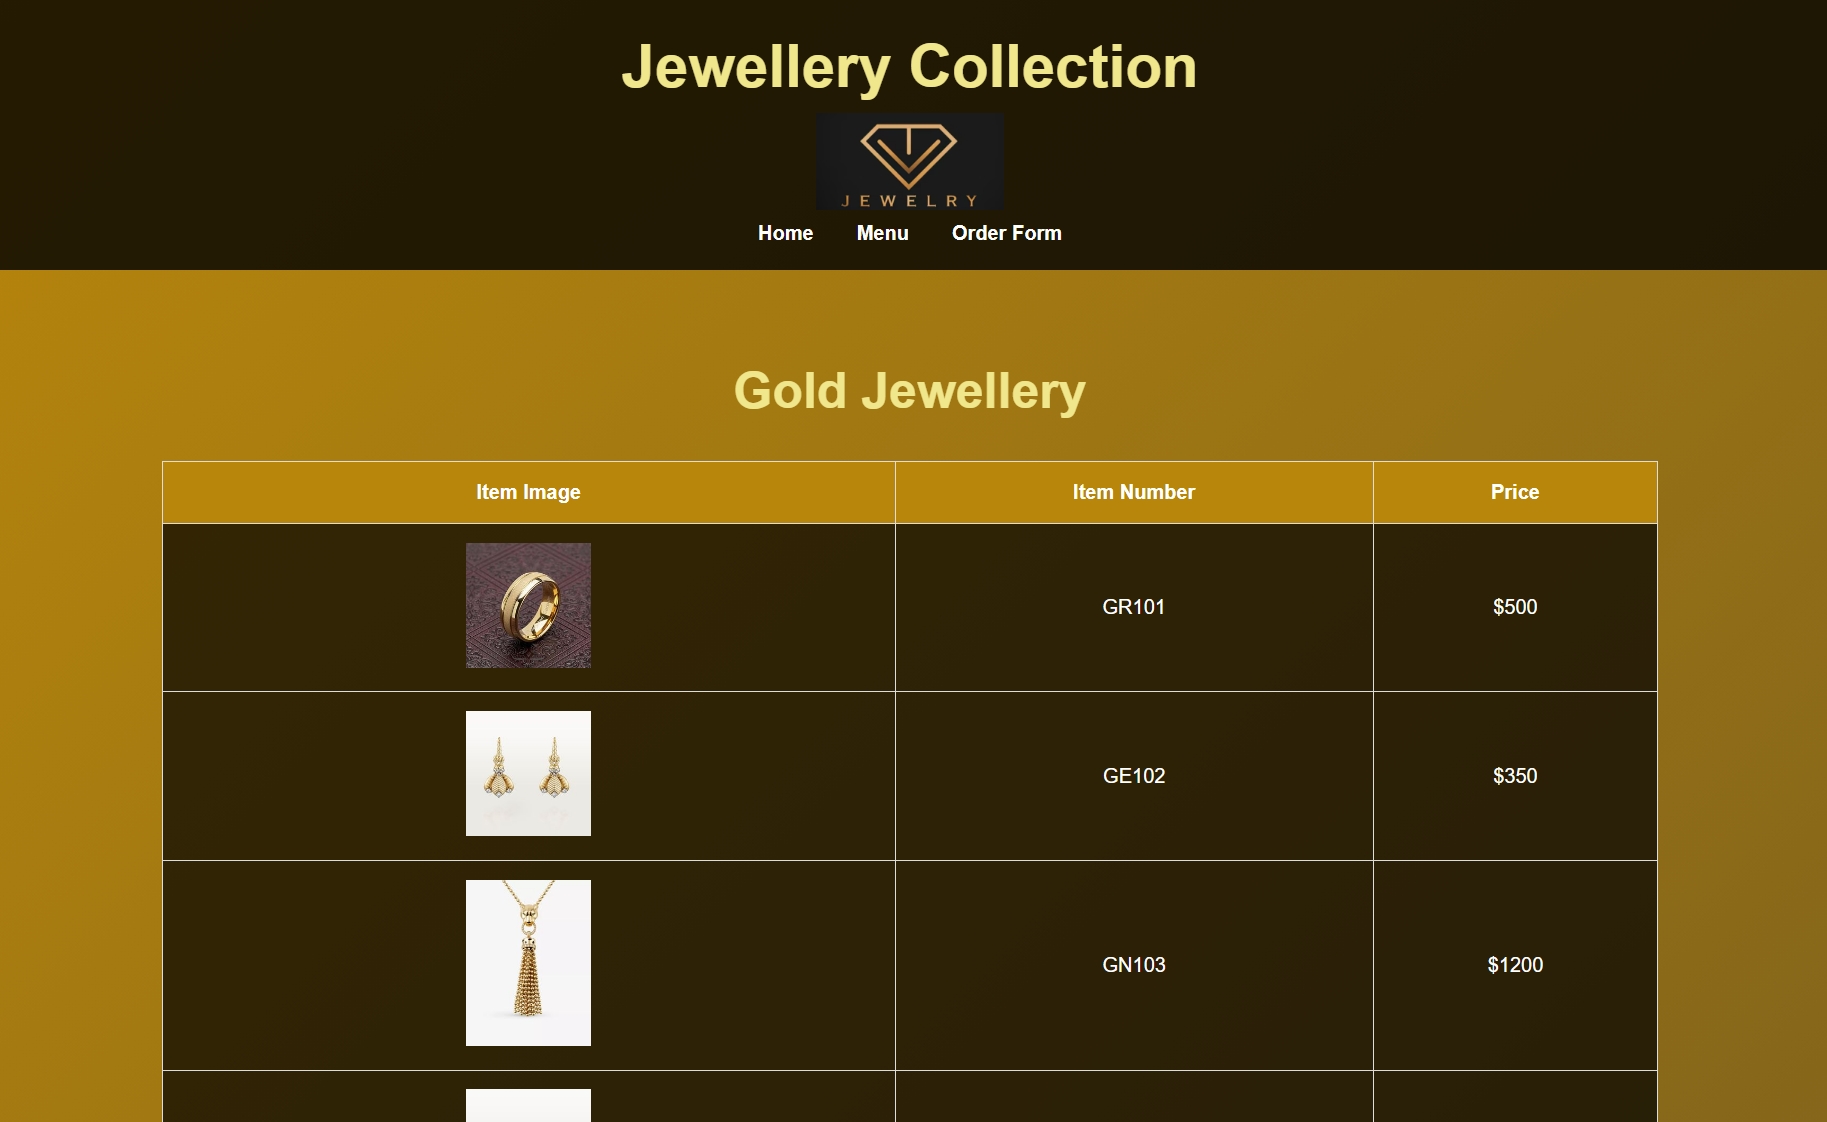 Jewellery Collection
JEWELRY
Home Menu Order Form
Gold Jewellery
Item Image Item Number Price
GR101 $500
GE102 $350
GN103 $1200